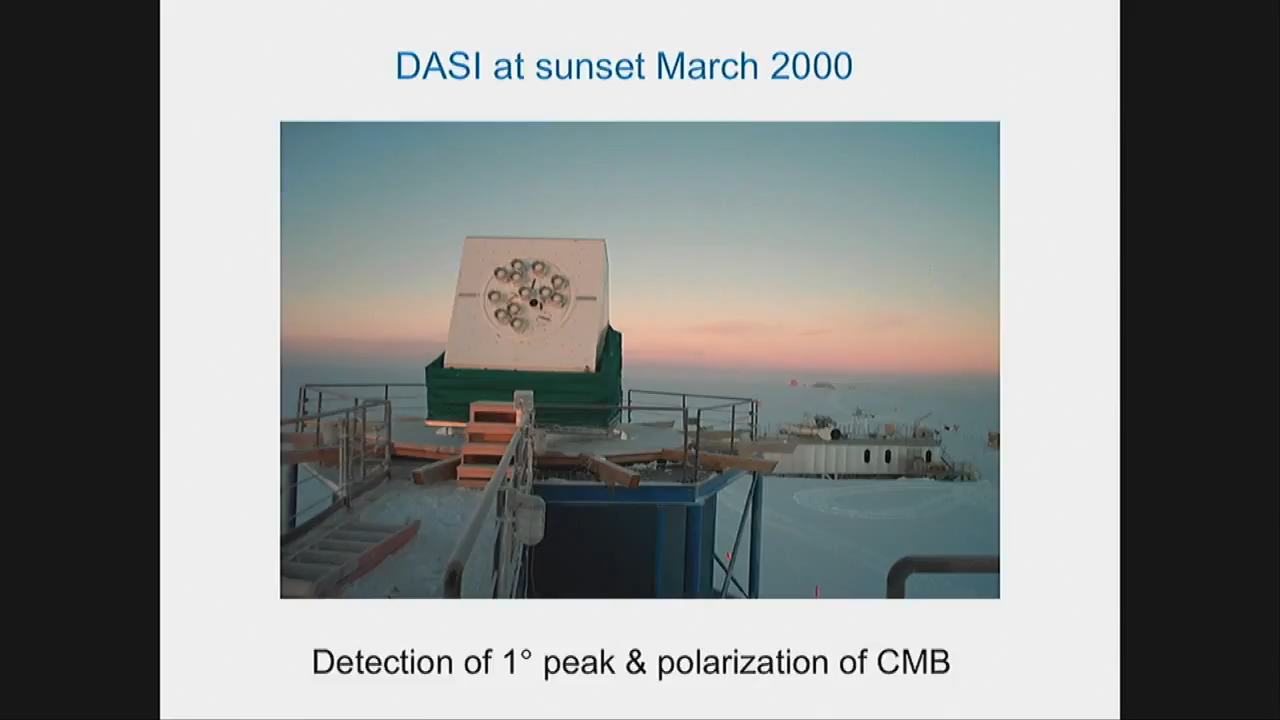 DASI at sunset March 2000
Detection of 1° peak & polarization of CMB